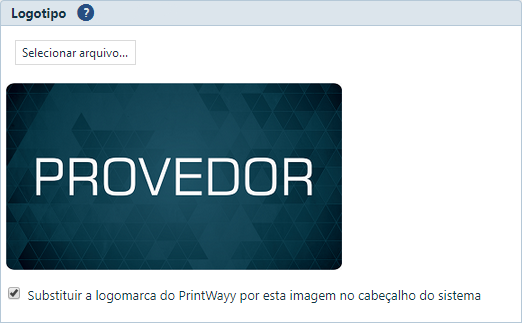 Logotipo ?
Selecionar arquivo...
PROVEDOR
Substituir a logomarca do PrintWayy por esta imagem no cabeçalho do sistema